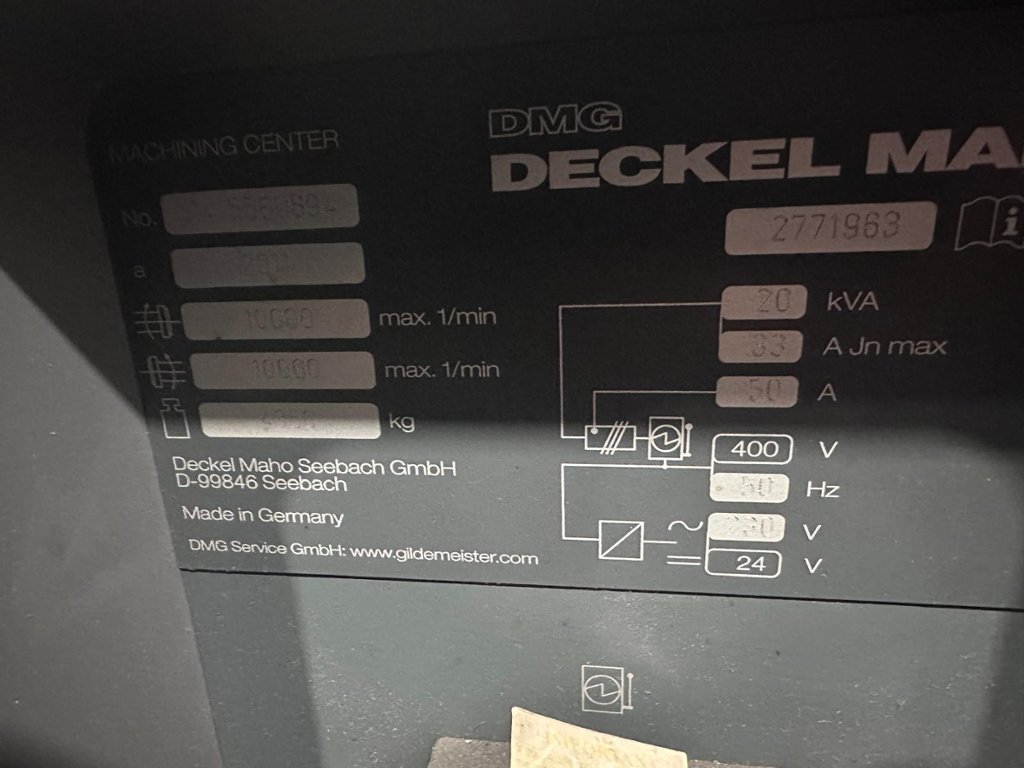 MACHINING CENTER
DMG
DECKEL MA
No.
2771963
a
10000 max. 1/min
10000 max. 1/min
kg
20 kVA
33 A Jn max
50 A
400 V
50 Hz
230 V
24 V
Deckel Maho Seebach GmbH
D-99846 Seebach
Made in Germany
DMG Service GmbH: www.gildemeister.com